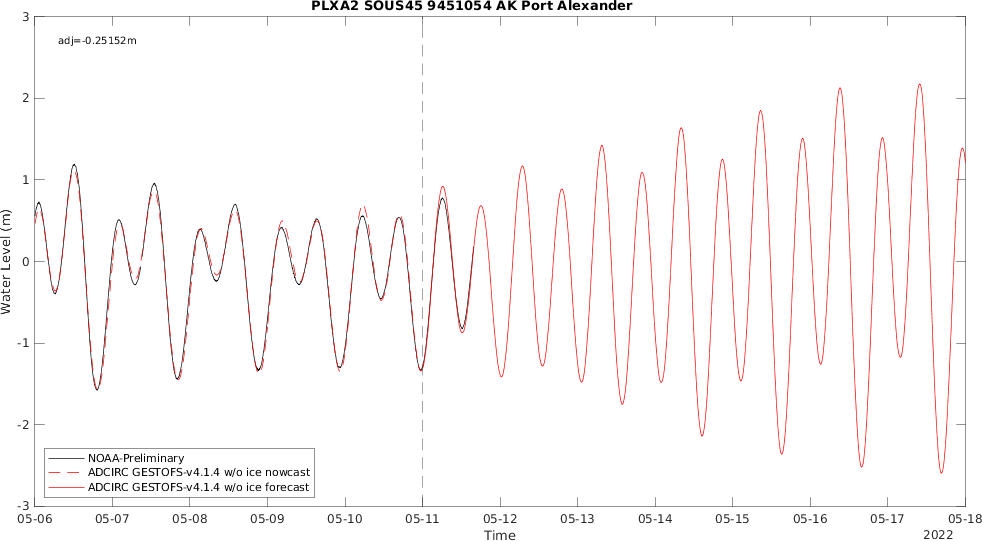 PLXA2 SOUS45 9451054 AK Port Alexander
adj=-0.25152m
Water Level (m)
3
2
1
0
-1
-2
-3
NOAA-Preliminary
ADCIRC GESTOFS-v4.1.4 w/o ice nowcast
ADCIRC GESTOFS-v4.1.4 w/o ice forecast
05-06 05-07 05-08 05-09 05-10 05-11 05-12 05-13 05-14 05-15 05-16 05-17 05-18
Time
2022